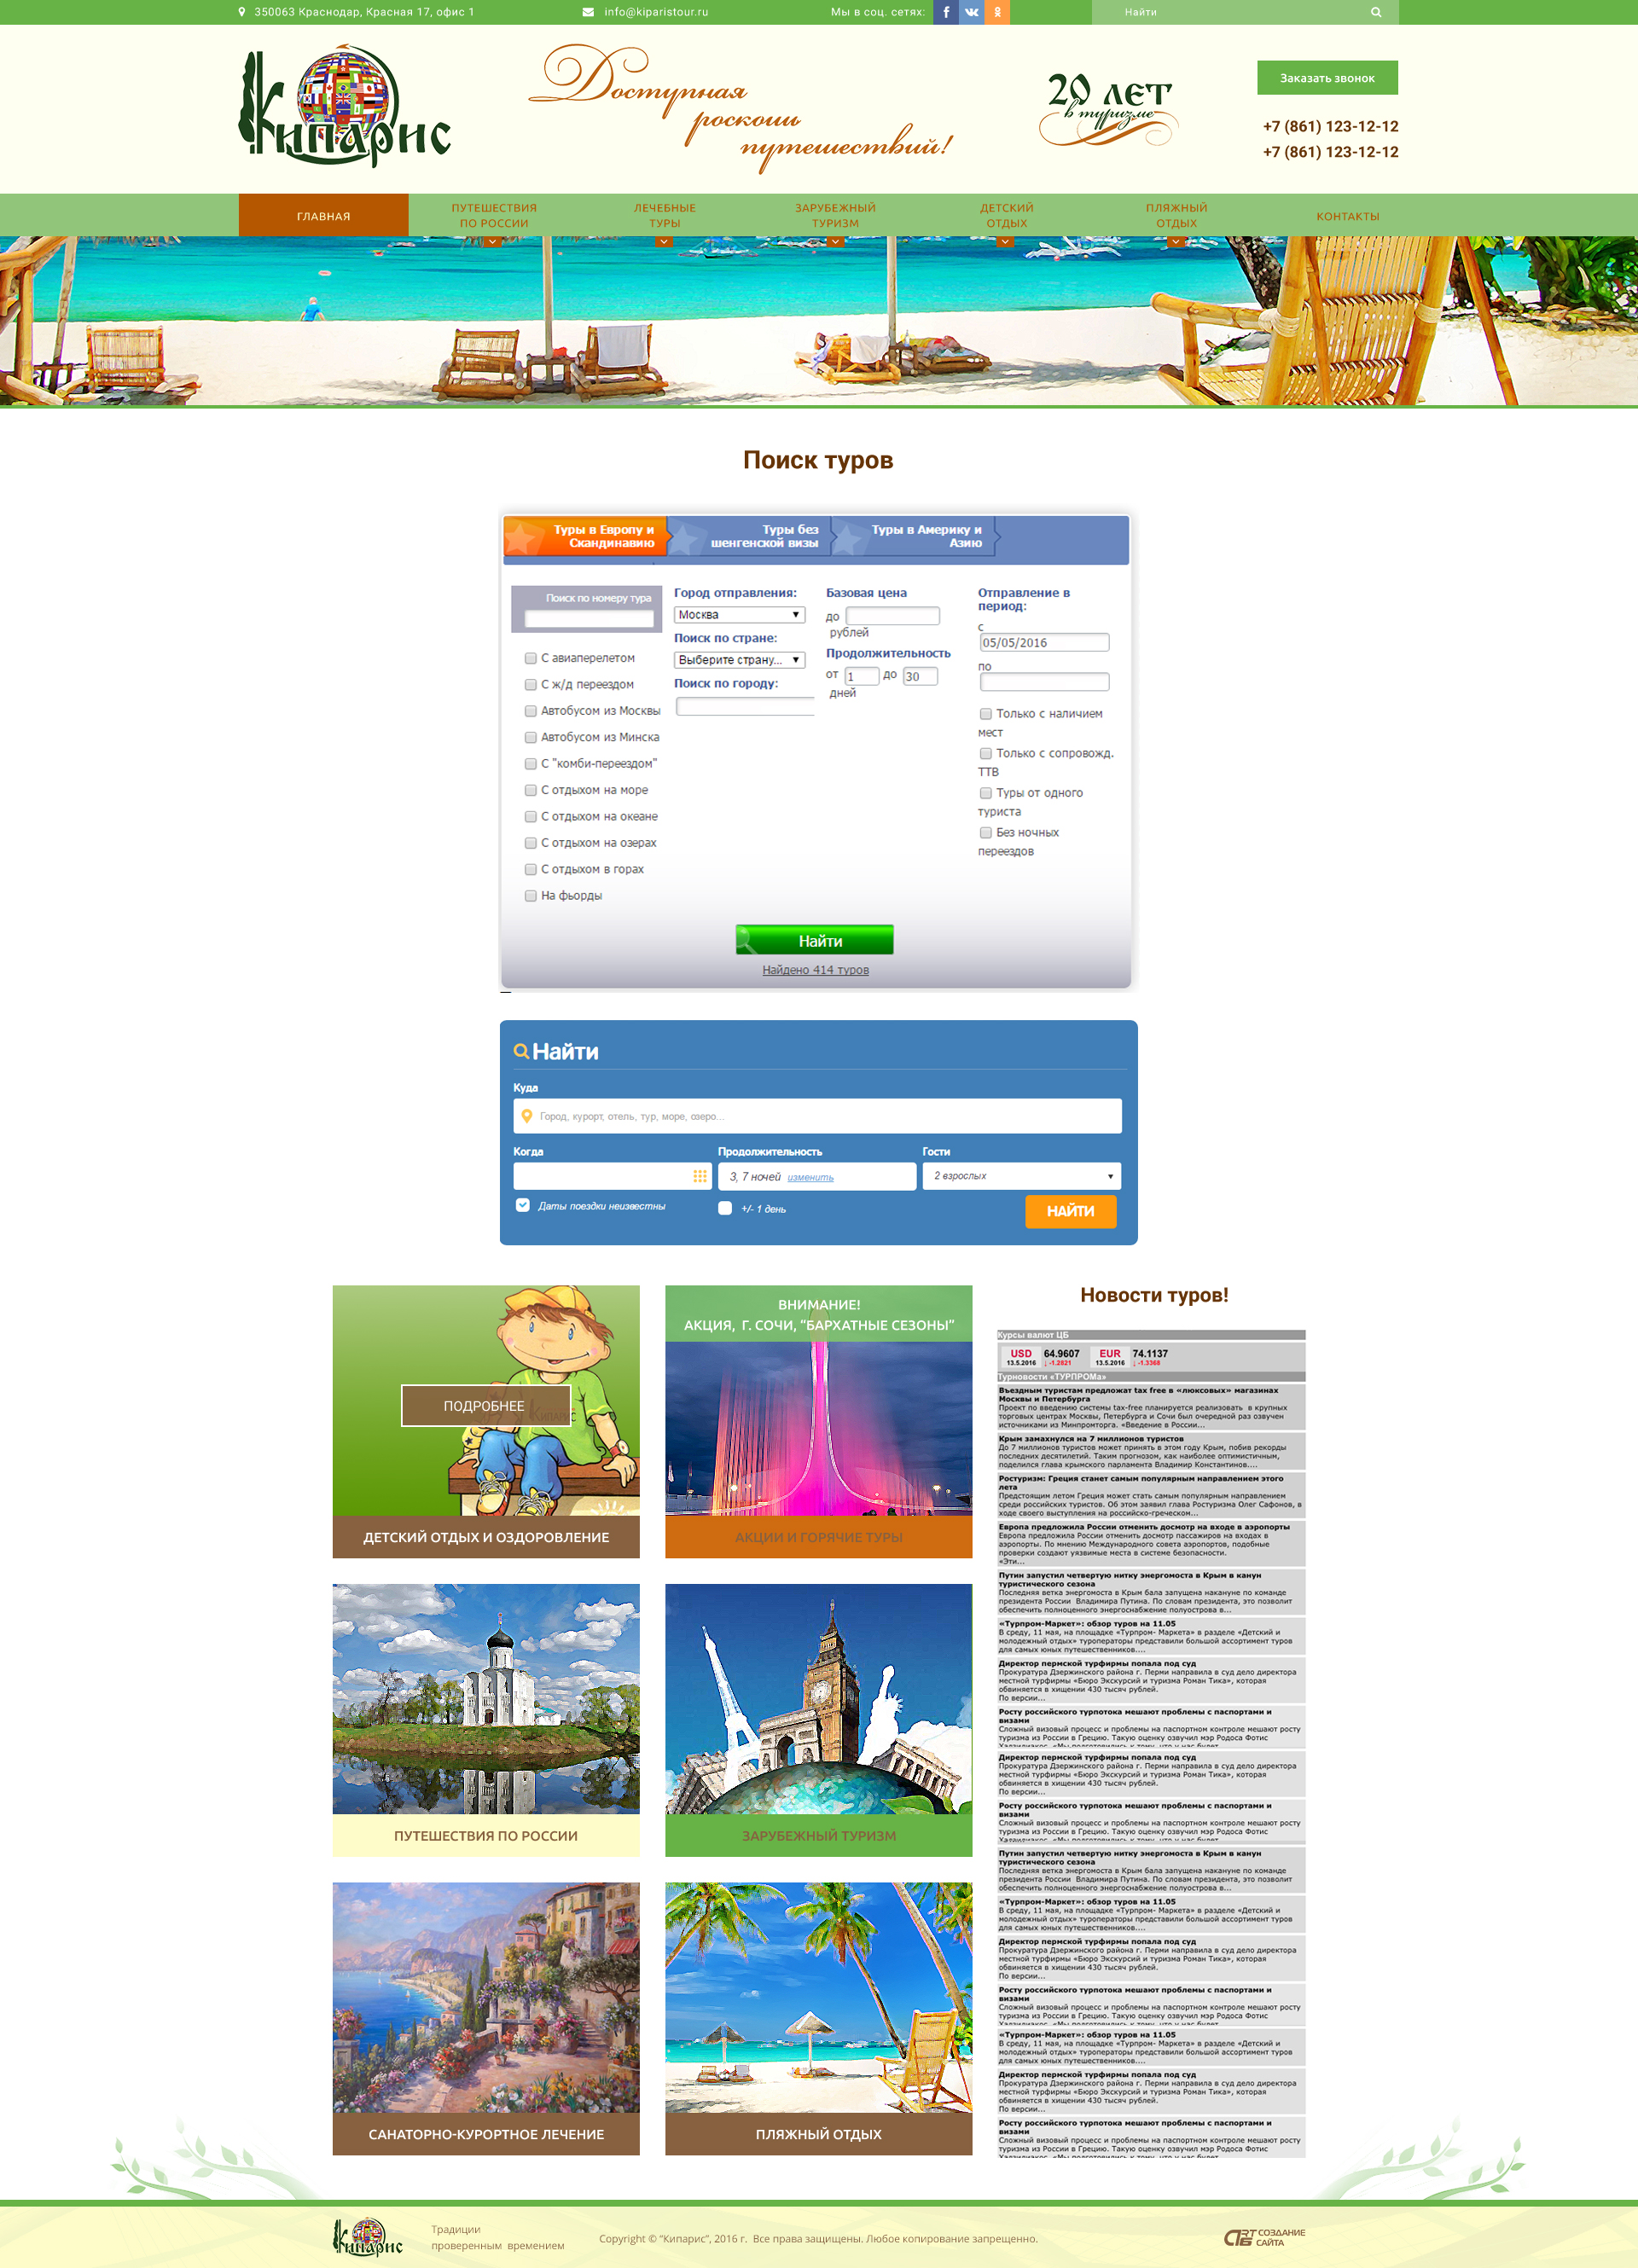 350063 Краснодар, Красная 17, офис 1
info@kiparistour.ru
Мы в соц. сетях:
Найти
Кипарис
Доступная
роскошь
путешествий!
20 лет
в туризме
Заказать звонок
+7 (861) 123-12-12
+7 (861) 123-12-12
ГЛАВНАЯ
ПУТЕШЕСТВИЯ
ПО РОССИИ
ЛЕЧЕБНЫЕ
ТУРЫ
ЗАРУБЕЖНЫЙ
ТУРИЗМ
ДЕТСКИЙ
ОТДЫХ
ПЛЯЖНЫЙ
ОТДЫХ
КОНТАКТЫ
Поиск туров
Туры в Европу и
Скандинавию
Туры без
шенгенской визы
Туры в Америку и
Азию
Поиск по номеру тура
С авиаперелетом
С ж/д переездом
Автобусом из Москвы
Автобусом из Минска
С "комби-переездом"
С отдыхом на море
С отдыхом на океане
С отдыхом на озерах
С отдыхом в горах
На фьорды
Город отправления:
Москва
Поиск по стране:
Выберите страну...
Поиск по городу:
Базовая цена
до
рублей
Продолжительность
от 1 до 30
дней
Отправление в
период:
с
05/05/2016
по
Только с наличием
мест
Только с сопровожд.
ТТВ
Туры от одного
туриста
Без ночных
переездов
Найти
Найдено 414 туров
Найти
Куда
Город, курорт, отель, тур, море, озеро...
Когда
Продолжительность
Гости
3, 7 ночей изменить
2 взрослых
Даты поездки неизвестны
+/- 1 день
НАЙТИ
ПОДРОБНЕЕ
Кипарис
ДЕТСКИЙ ОТДЫХ И ОЗДОРОВЛЕНИЕ
ВНИМАНИЕ!
АКЦИЯ, Г. СОЧИ, “БАРХАТНЫЕ СЕЗОНЫ”
АКЦИИ И ГОРЯЧИЕ ТУРЫ
ПУТЕШЕСТВИЯ ПО РОССИИ
ЗАРУБЕЖНЫЙ ТУРИЗМ
САНАТОРНО-КУРОРТНОЕ ЛЕЧЕНИЕ
ПЛЯЖНЫЙ ОТДЫХ
Новости туров!
Курсы валют ЦБ
USD 64.9607 EUR 74.1137
13.5.2016 ↓ -1.2821 13.5.2016 ↓ -1.3368
Турновости «ТУРПРОМа»
Въездным туристам предложат tax free в «люксовых» магазинах
Москвы и Петербурга
Проект по введению системы tax-free планируется реализовать в крупных
торговых центрах Москвы, Петербурга и Сочи был очередной раз озвучен
источниками из Минпромторга. «Введение в России...
Крым замахнулся на 7 миллионов туристов
До 7 миллионов туристов может принять в этом году Крым, побив рекорды
последних десятилетий. Таким прогнозом, как наиболее оптимистичным,
поделился глава крымского парламента Владимир Константинов....
Ростуризм: Греция станет самым популярным направлением этого
лета
Предстоящим летом Греция может стать самым популярным направлением
среди российских туристов. Об этом заявил глава Ростуризма Олег Сафонов, в
ходе своего выступления на российско-греческом...
Европа предложила России отменить досмотр на входе в аэропорты
Европа предложила России отменить досмотр пассажиров на входах в
аэропорты. По мнению Международного совета аэропортов, подобные
проверки создают уязвимые места в системе безопасности.
«Эти...
Путин запустил четвертую нитку энергомоста в Крым в канун
туристического сезона
Последняя ветка энергомоста в Крым бала запущена накануне по команде
президента России Владимира Путина. По словам президента, это позволит
обеспечить полноценное энергоснабжение полуострова в...
«Турпром-Маркет»: обзор туров на 11.05
В среду, 11 мая, на площадке «Турпром- Маркета» в разделе «Детский и
молодежный отдых» туроператоры представили большой ассортимент туров
для самых юных путешественников....
Директор пермской турфирмы попала под суд
Прокуратура Дзержинского района г. Перми направила в суд дело директора
местной турфирмы «Бюро Экскурсий и туризма Роман Тика», которая
обвиняется в хищении 430 тысяч рублей.
По версии...
Росту российского турпотока мешают проблемы с паспортами и
визами
Сложный визовый процесс и проблемы на паспортном контроле мешают росту
туризма из России в Грецию. Такую оценку озвучил мэр Родоса Фотис
Хатзидиакос. «Мы подготовились к тому, что у нас будет
Директор пермской турфирмы попала под суд
Прокуратура Дзержинского района г. Перми направила в суд дело директора
местной турфирмы «Бюро Экскурсий и туризма Роман Тика», которая
обвиняется в хищении 430 тысяч рублей.
По версии...
Росту российского турпотока мешают проблемы с паспортами и
визами
Сложный визовый процесс и проблемы на паспортном контроле мешают росту
туризма из России в Грецию. Такую оценку озвучил мэр Родоса Фотис
Хатзидиакос. «Мы подготовились к тому, что у нас будет
Путин запустил четвертую нитку энергомоста в Крым в канун
туристического сезона
Последняя ветка энергомоста в Крым бала запущена накануне по команде
президента России Владимира Путина. По словам президента, это позволит
обеспечить полноценное энергоснабжение полуострова в...
«Турпром-Маркет»: обзор туров на 11.05
В среду, 11 мая, на площадке «Турпром- Маркета» в разделе «Детский и
молодежный отдых» туроператоры представили большой ассортимент туров
для самых юных путешественников....
Директор пермской турфирмы попала под суд
Прокуратура Дзержинского района г. Перми направила в суд дело директора
местной турфирмы «Бюро Экскурсий и туризма Роман Тика», которая
обвиняется в хищении 430 тысяч рублей.
По версии...
Росту российского турпотока мешают проблемы с паспортами и
визами
Сложный визовый процесс и проблемы на паспортном контроле мешают росту
туризма из России в Грецию. Такую оценку озвучил мэр Родоса Фотис
Хатзидиакос. «Мы подготовились к тому, что у нас будет
«Турпром-Маркет»: обзор туров на 11.05
В среду, 11 мая, на площадке «Турпром- Маркета» в разделе «Детский и
молодежный отдых» туроператоры представили большой ассортимент туров
для самых юных путешественников....
Директор пермской турфирмы попала под суд
Прокуратура Дзержинского района г. Перми направила в суд дело директора
местной турфирмы «Бюро Экскурсий и туризма Роман Тика», которая
обвиняется в хищении 430 тысяч рублей.
По версии...
Росту российского турпотока мешают проблемы с паспортами и
визами
Сложный визовый процесс и проблемы на паспортном контроле мешают росту
туризма из России в Грецию. Такую оценку озвучил мэр Родоса Фотис
Хатзидиакос. «Мы подготовились к тому, что у нас будет
Кипарис
Традиции
проверенным временем
Copyright © “Кипарис”, 2016 г. Все права защищены. Любое копирование запрещенно.
СОЗДАНИЕ
САЙТА